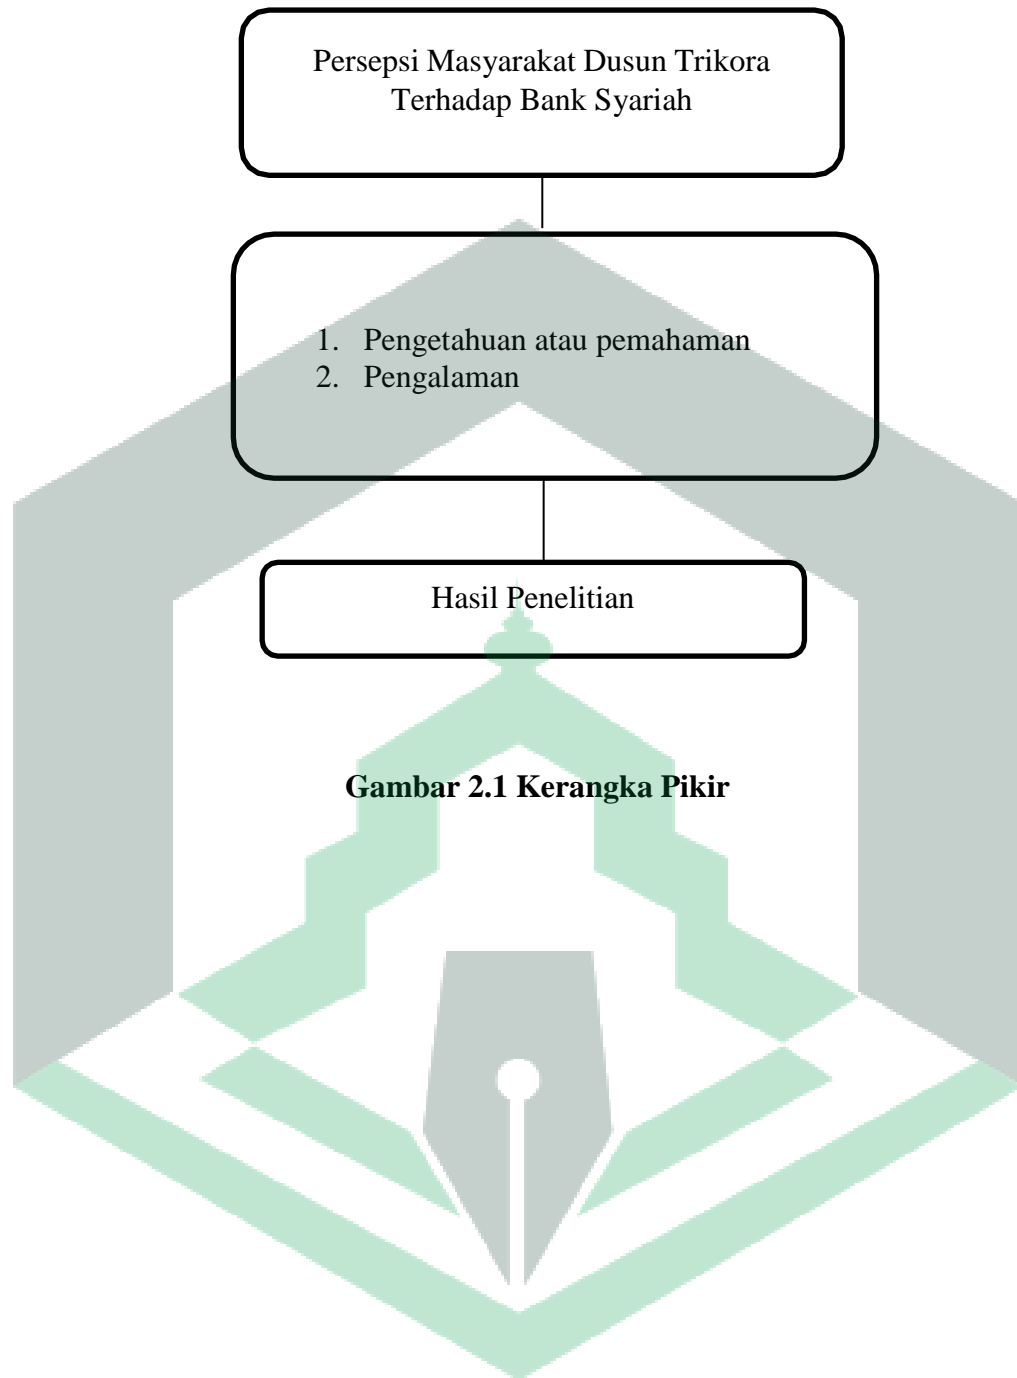 Persepsi Masyarakat Dusun Trikora
Terhadap Bank Syariah
1. Pengetahuan atau pemahaman
2. Pengalaman
Hasil Penelitian
Gambar 2.1 Kerangka Pikir